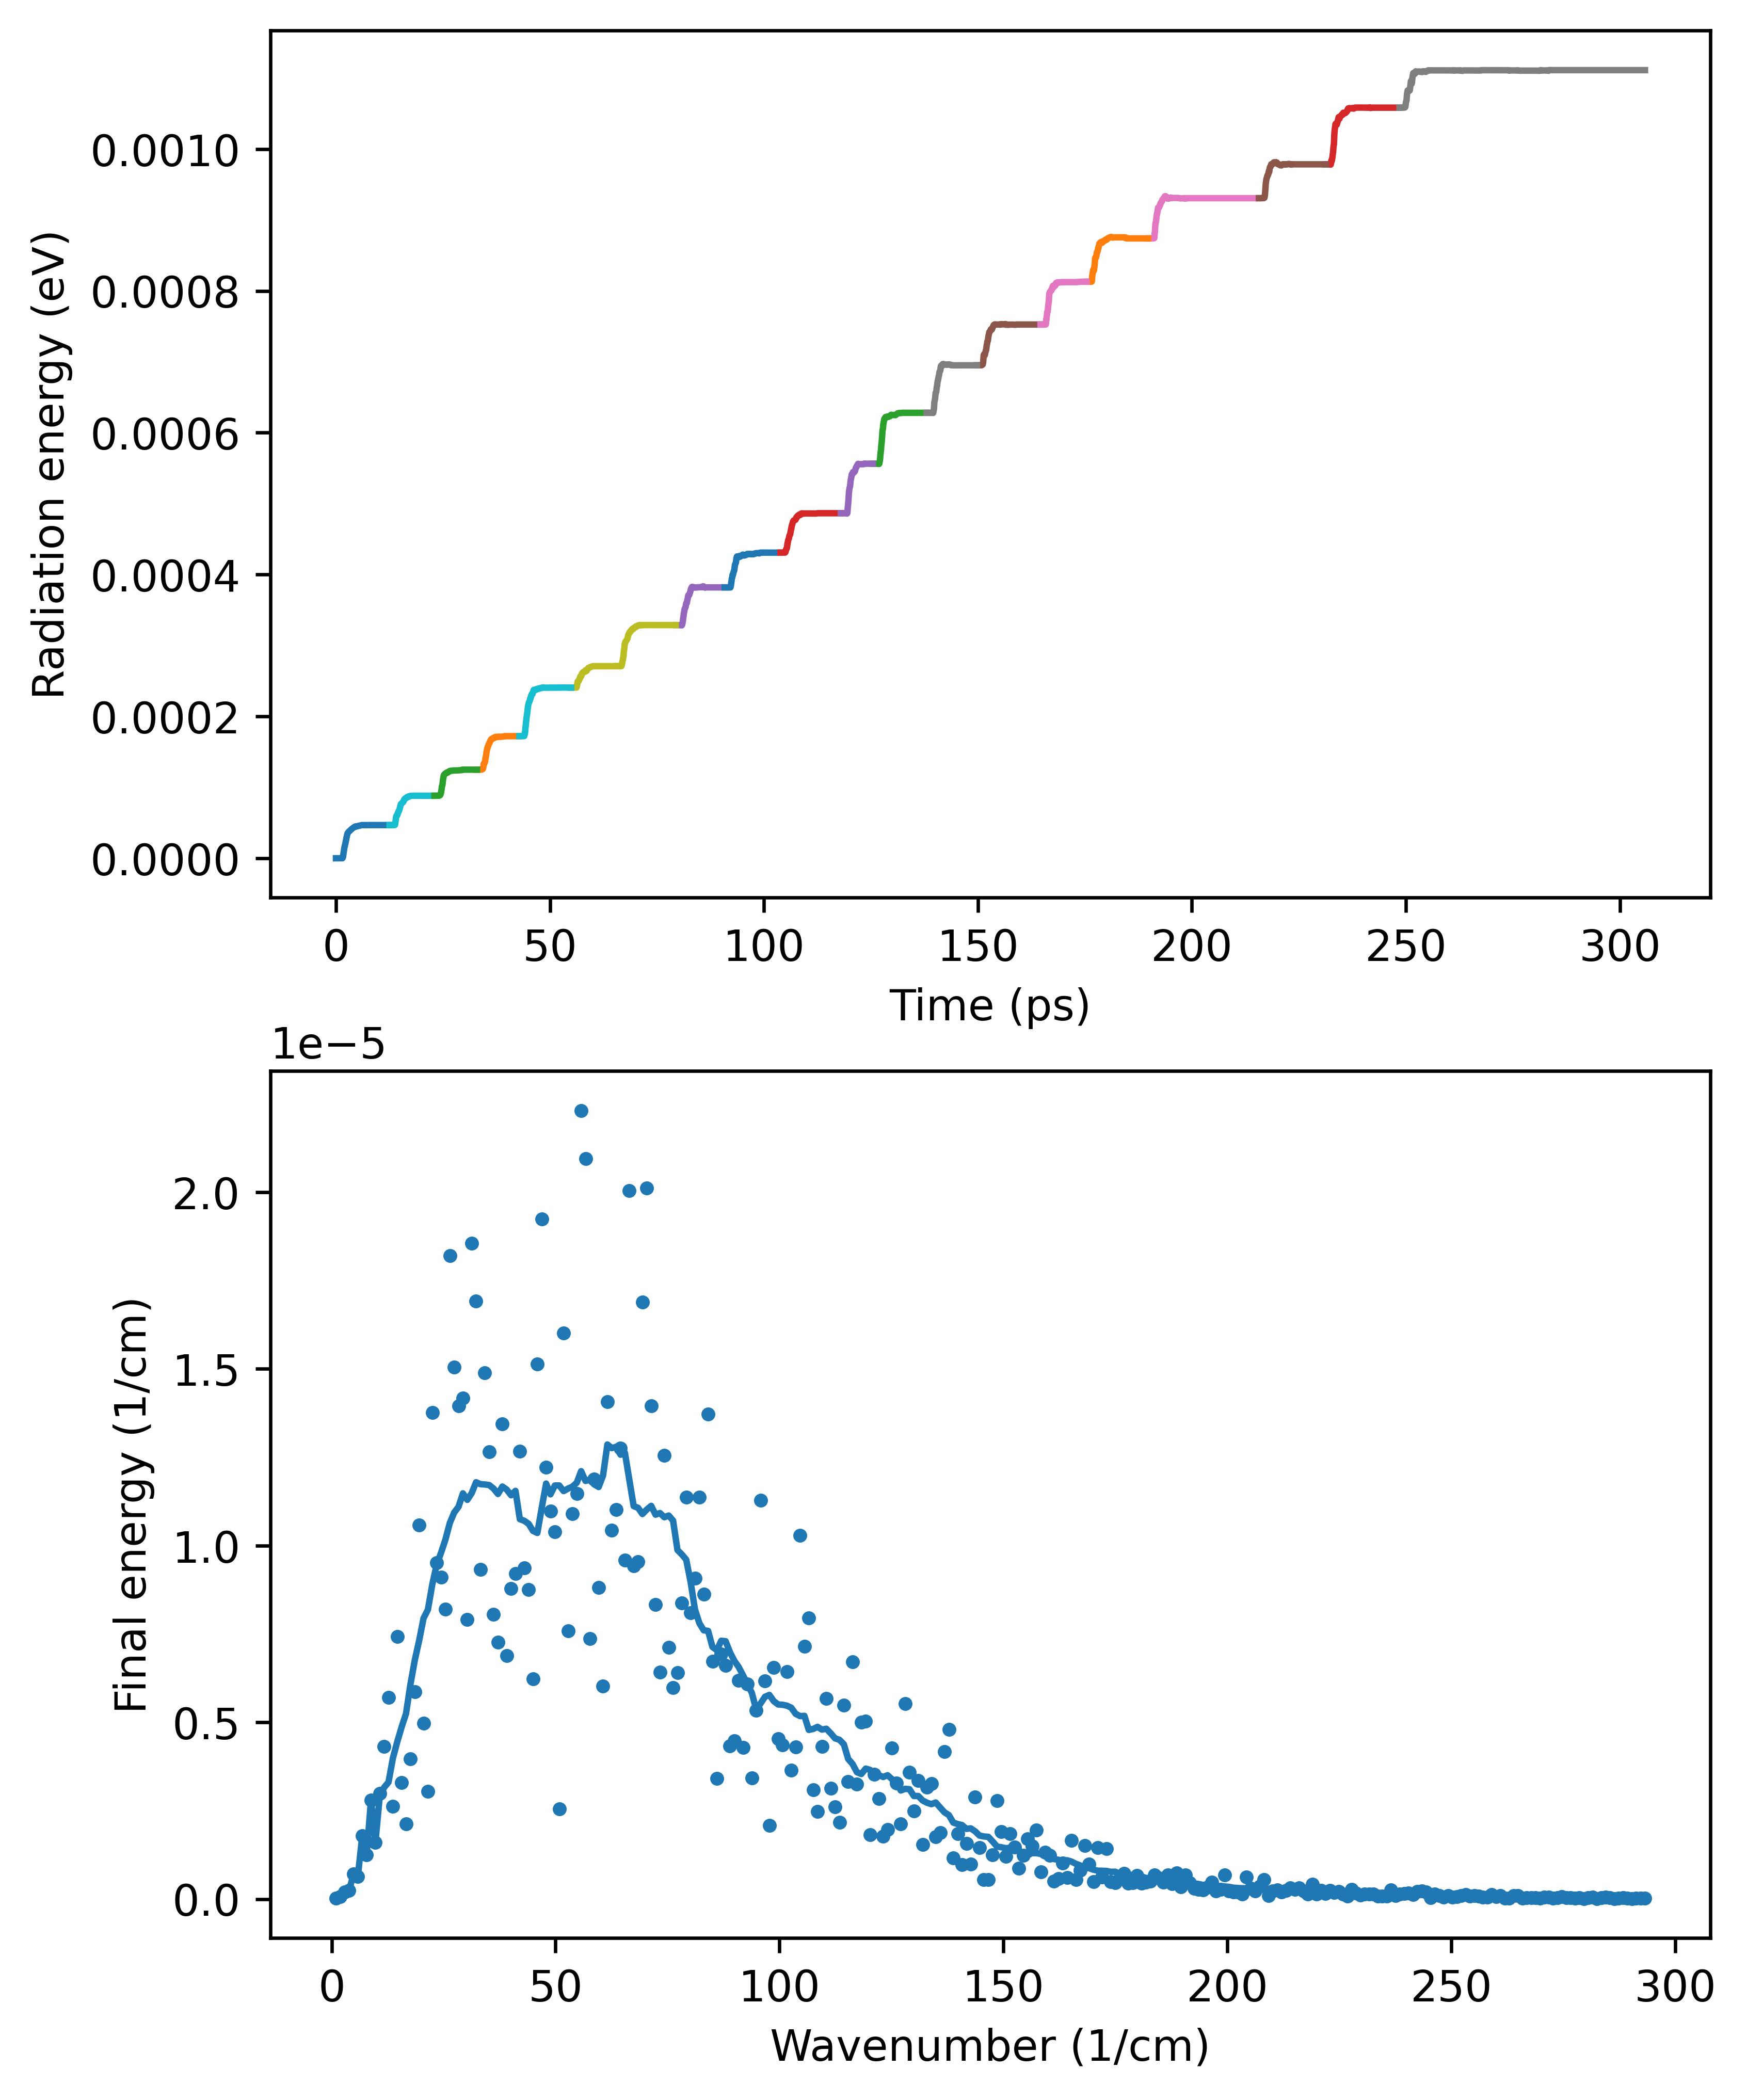 0.0010
0.0008
0.0006
0.0004
0.0002
0.0000
Radiation energy (eV)
0 50 100 150 200 250 300
Time (ps)
1e−5
2.0
1.5
1.0
0.5
0.0
Final energy (1/cm)
0 50 100 150 200 250 300
Wavenumber (1/cm)